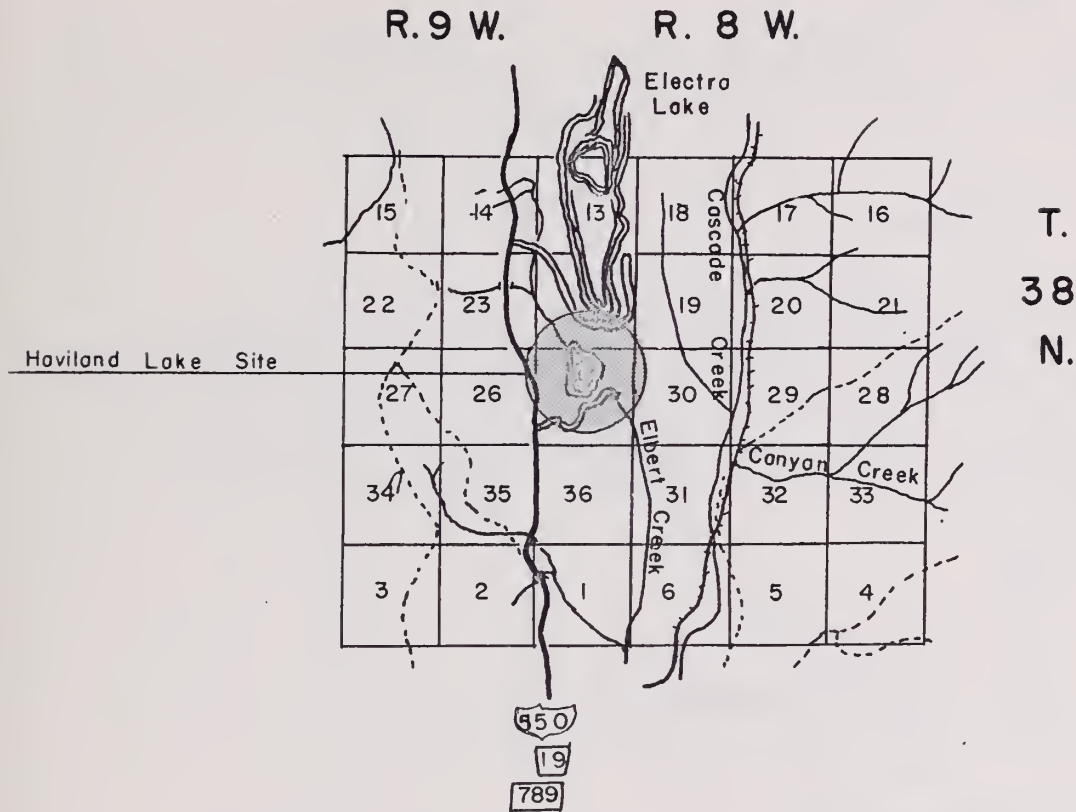 R. 9 W. R. 8 W.
Electra
Lake
15 14 13 18 17 16
Cascade Creek
T.
38
N.
22 23 19 20 21
Haviland Lake Site
27 26 30 29 28
Elbert Creek
Canyan Creek
34 35 36 31 32 33
3 2 1 6 5 4
550
19
789